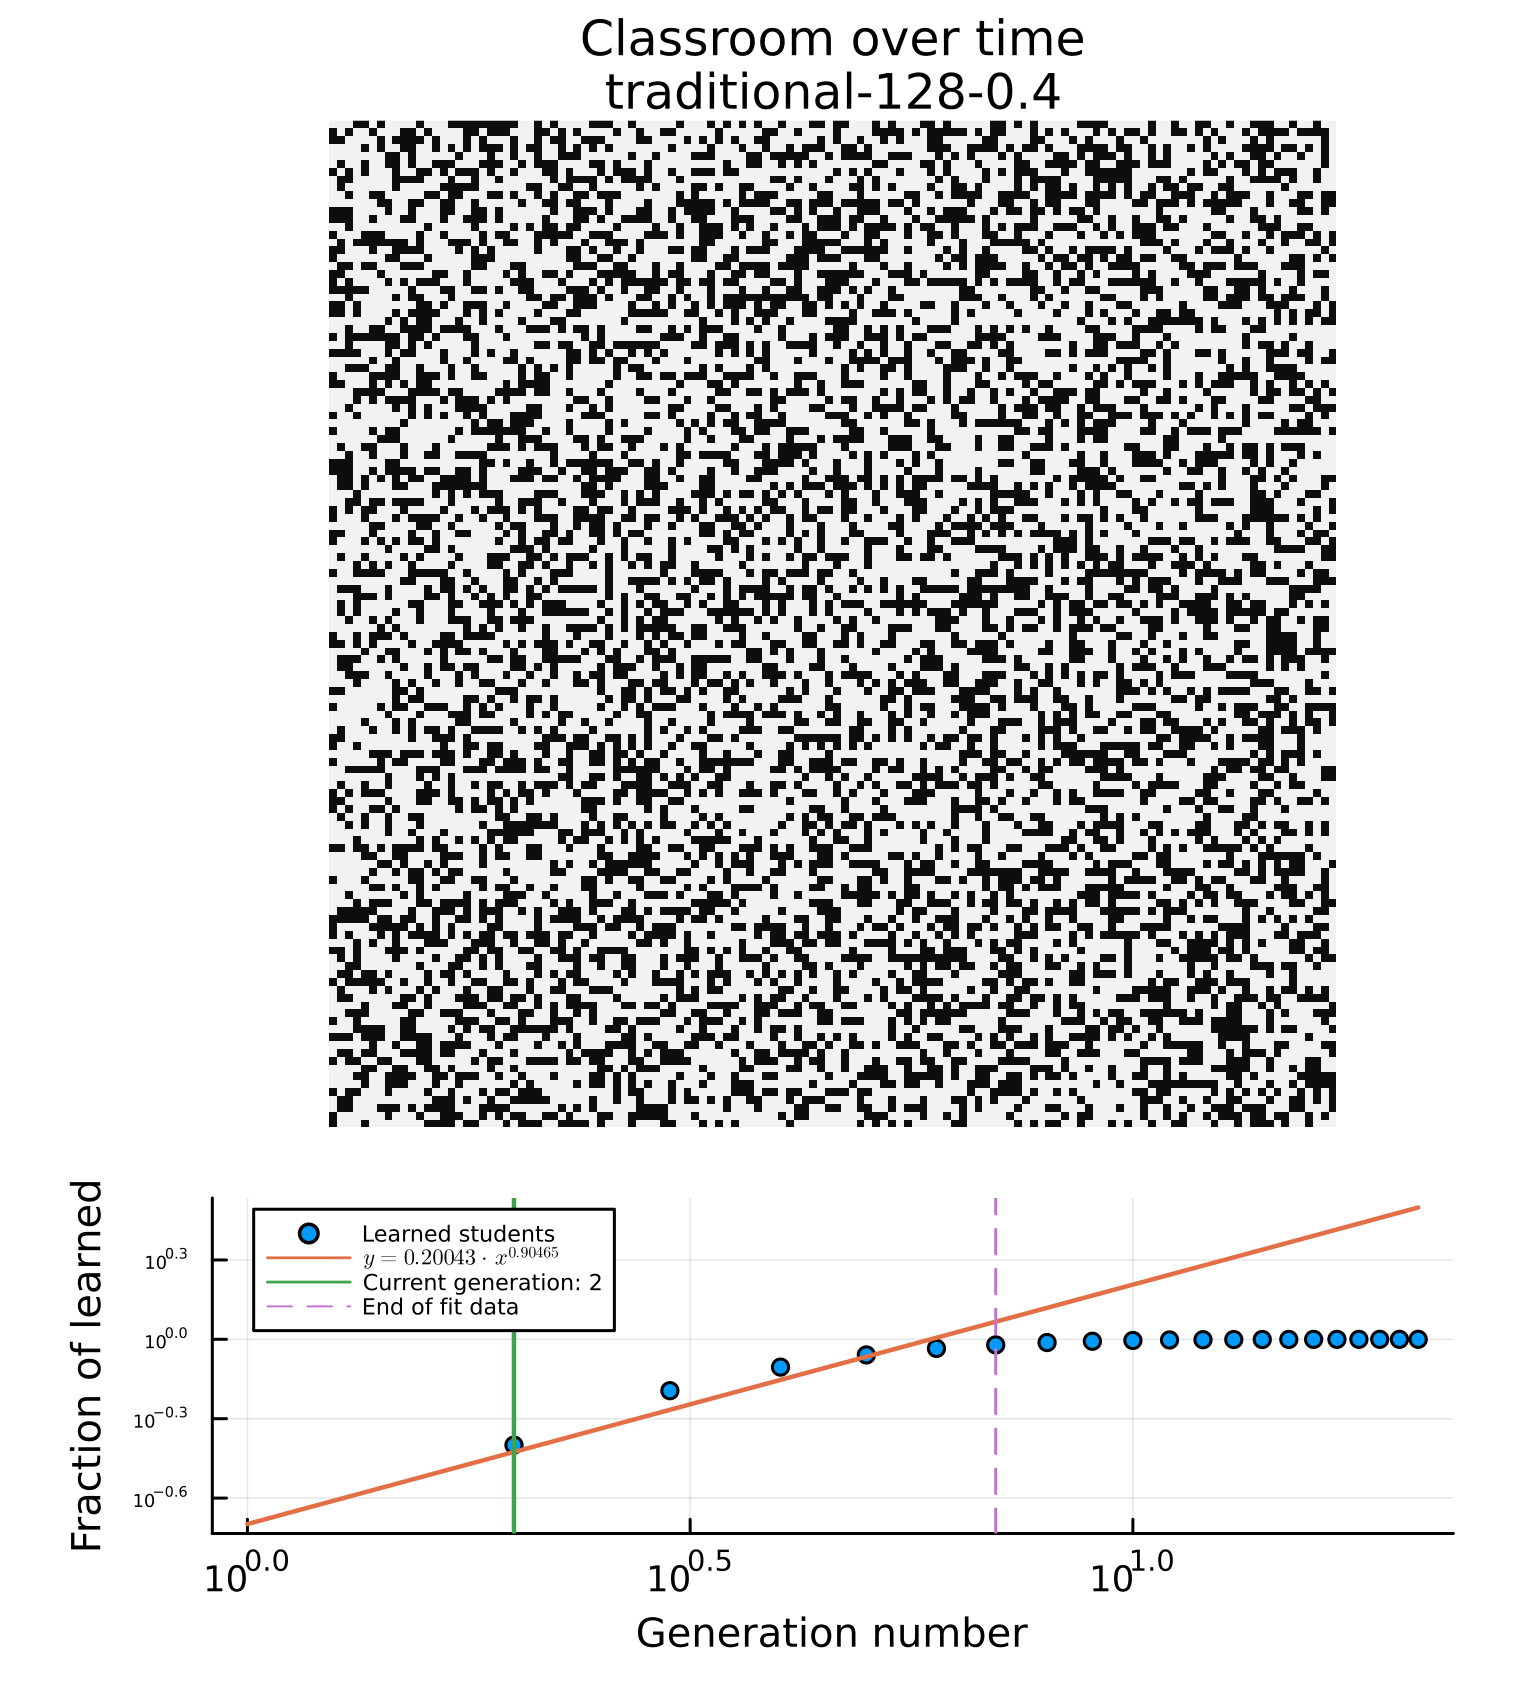 Classroom over time
traditional-128-0.4
Fraction of learned
10^0.3
10^0.0
10^−0.3
10^−0.6
Learned students
y = 0.20043 · x^0.90465
Current generation: 2
End of fit data
10^0.0 10^0.5 10^1.0
Generation number